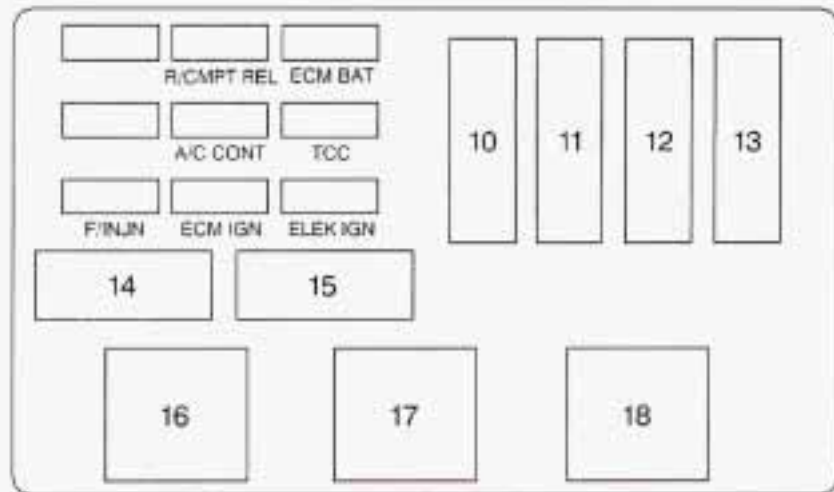 R/CMPT REL ECM BAT
A/C CONT TCC
F/INJN ECM IGN ELEK IGN
10 11 12 13
14 15
16 17 18